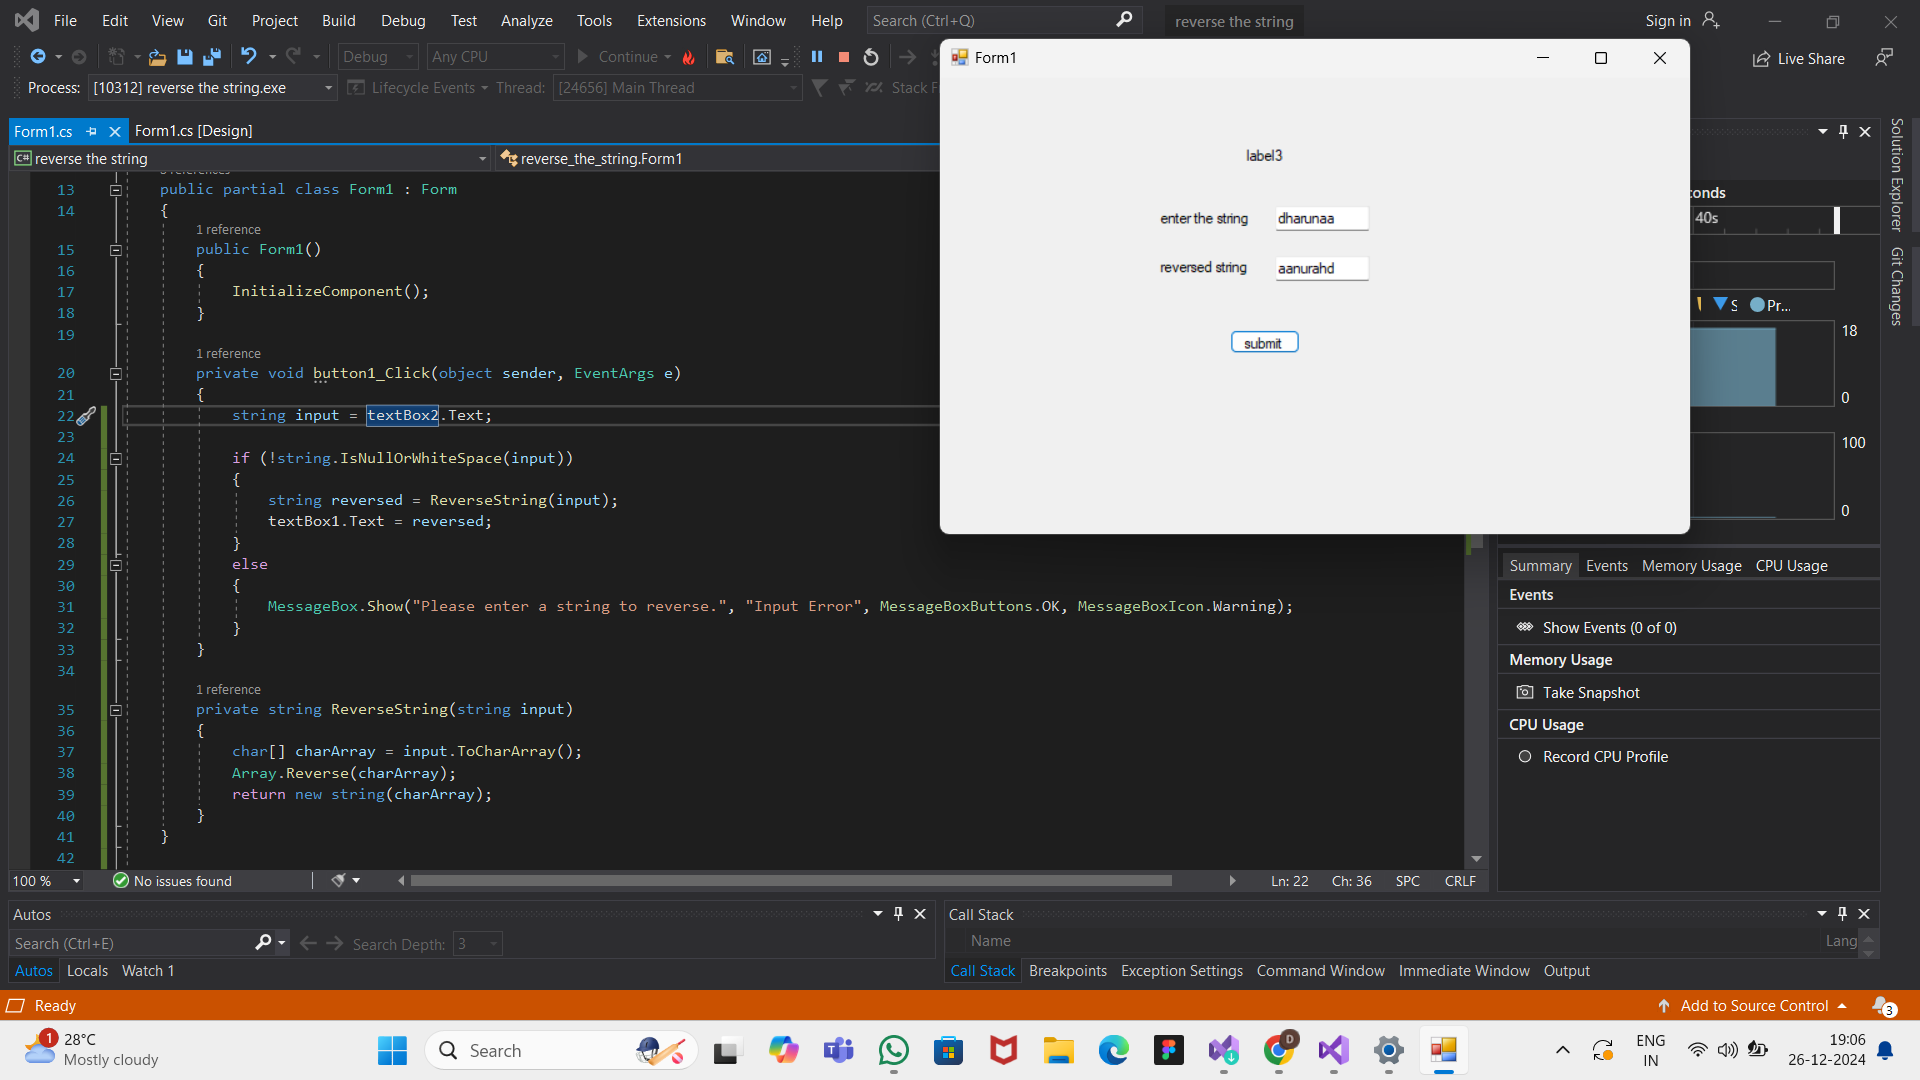 File Edit View Git Project Build Debug Test Analyze Tools Extensions Window Help Search (Ctrl+Q) reverse the string Sign in
Debug Any CPU Continue Live Share
Process: [10312] reverse the string.exe Lifecycle Events Thread: [24656] Main Thread Stack F
Form1.cs Form1.cs [Design]
C# reverse the string reverse_the_string.Form1
13 public partial class Form1 : Form
14 {
1 reference
15 public Form1()
16 {
17 InitializeComponent();
18 }
19
1 reference
20 private void button1_Click(object sender, EventArgs e)
21 {
22 string input = textBox2.Text;
23
24 if (!string.IsNullOrWhiteSpace(input))
25 {
26 string reversed = ReverseString(input);
27 textBox1.Text = reversed;
28 }
29 else
30 {
31 MessageBox.Show("Please enter a string to reverse.", "Input Error", MessageBoxButtons.OK, MessageBoxIcon.Warning);
32 }
33 }
34
1 reference
35 private string ReverseString(string input)
36 {
37 char[] charArray = input.ToCharArray();
38 Array.Reverse(charArray);
39 return new string(charArray);
40 }
41 }
42
100 % No issues found Ln: 22 Ch: 36 SPC CRLF
Form1
label3
enter the string dharunaa
reversed string aanurahd
submit
Solution Explorer
Git Changes
conds
40s
S Pr...
18
0
100
0
Summary Events Memory Usage CPU Usage
Events
Show Events (0 of 0)
Memory Usage
Take Snapshot
CPU Usage
Record CPU Profile
Autos
Search (Ctrl+E) Search Depth: 3
Autos Locals Watch 1
Call Stack
Name Lang
Call Stack Breakpoints Exception Settings Command Window Immediate Window Output
Ready Add to Source Control 3
1 28°C
Mostly cloudy
Search
D
ENG
IN
19:06
26-12-2024